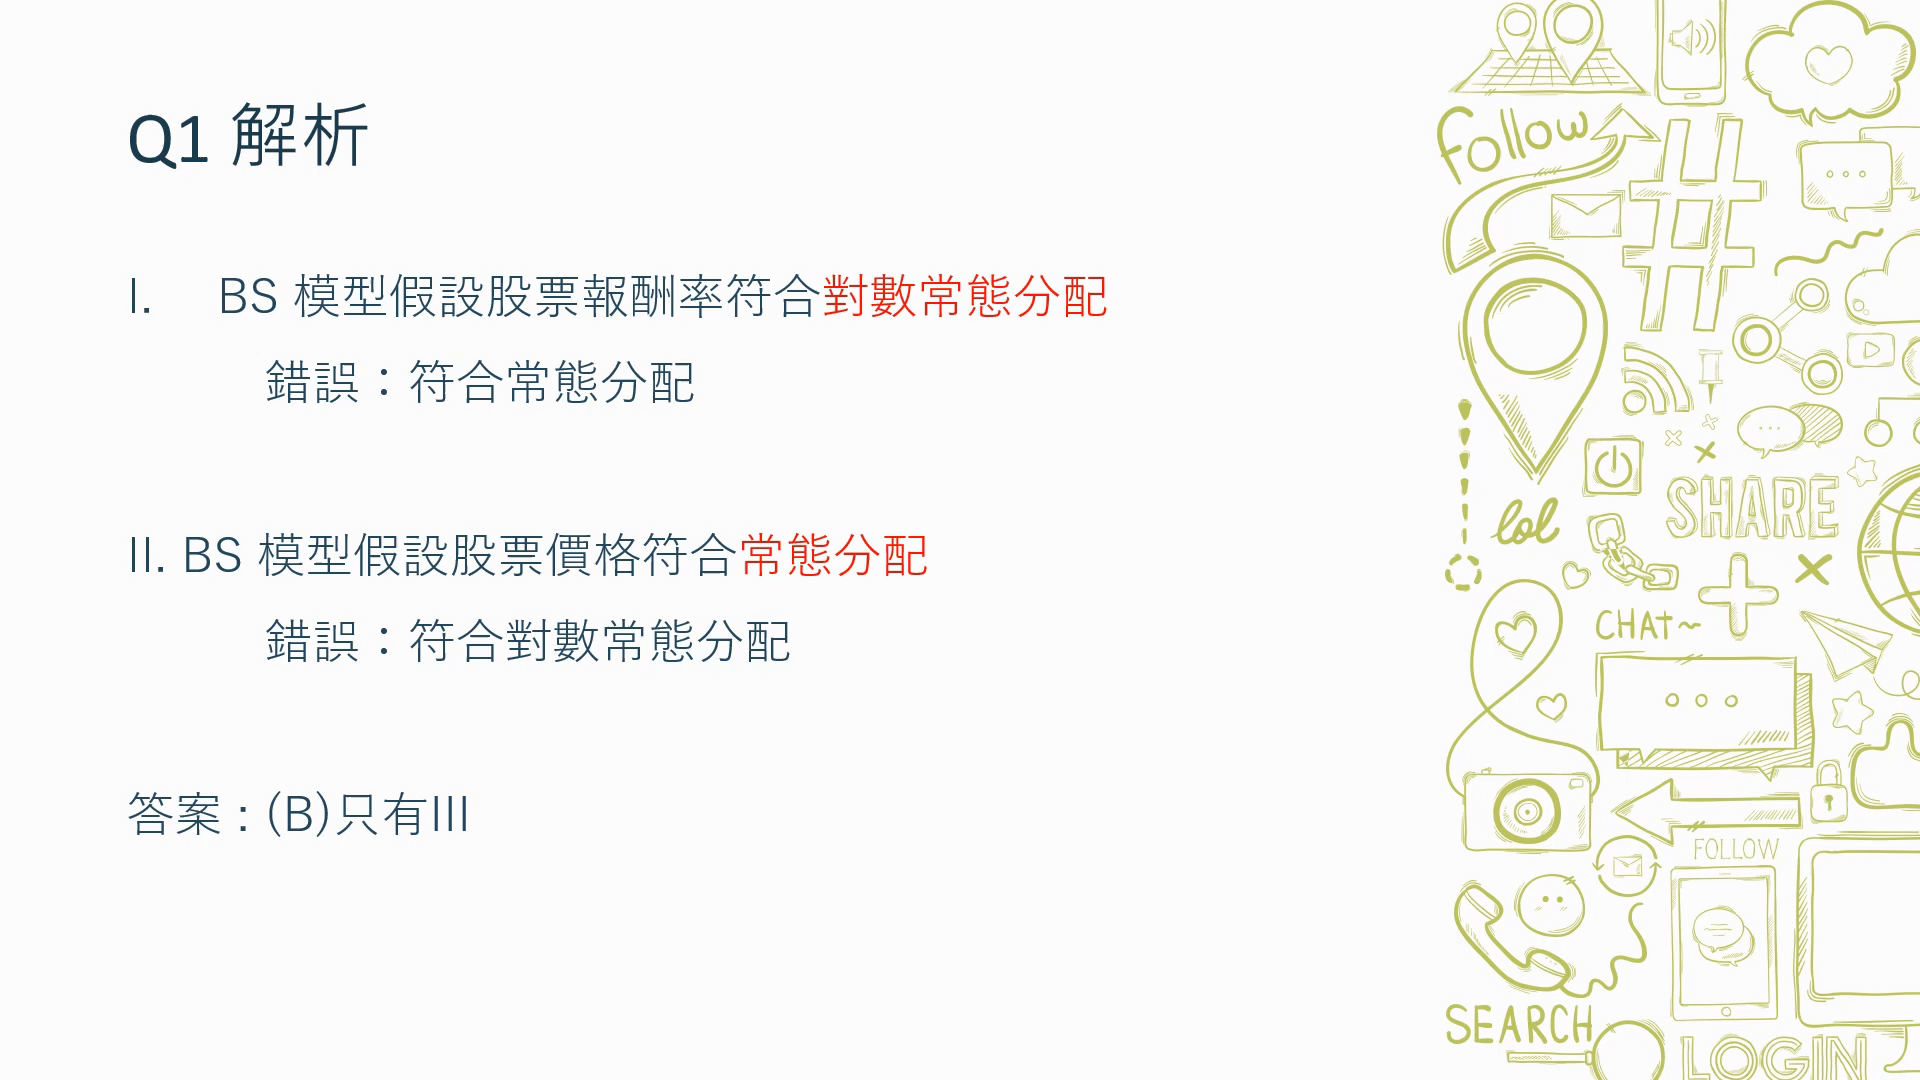 Q1 解析
I. BS 模型假設股票報酬率符合對數常態分配
錯誤：符合常態分配
II. BS 模型假設股票價格符合常態分配
錯誤：符合對數常態分配
答案 : (B)只有III
follow
lol
SHARE
CHAT~
FOLLOW
SEARCH
LOGIN